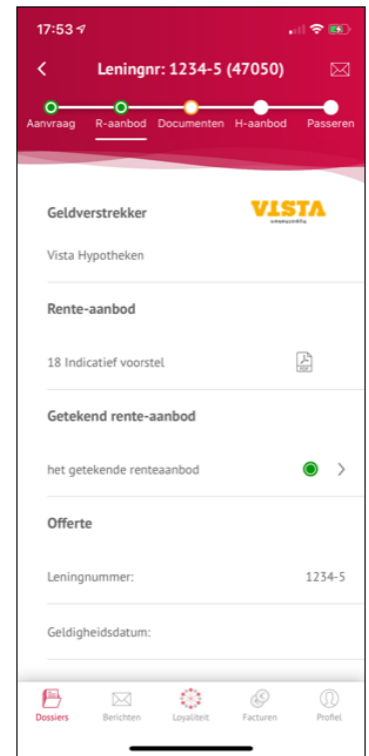 17:53
Leningnr: 1234-5 (47050)
Aanvraag R-aanbod Documenten H-aanbod Passeren
Geldverstrekker
VISTA
Vista Hypotheken
Rente-aanbod
18 Indicatief voorstel
PDF
Getekend rente-aanbod
het getekende renteaanbod
Offerte
Leningnummer: 1234-5
Geldigheidsdatum:
Dossiers Berichten Loyaliteit Facturen Profiel